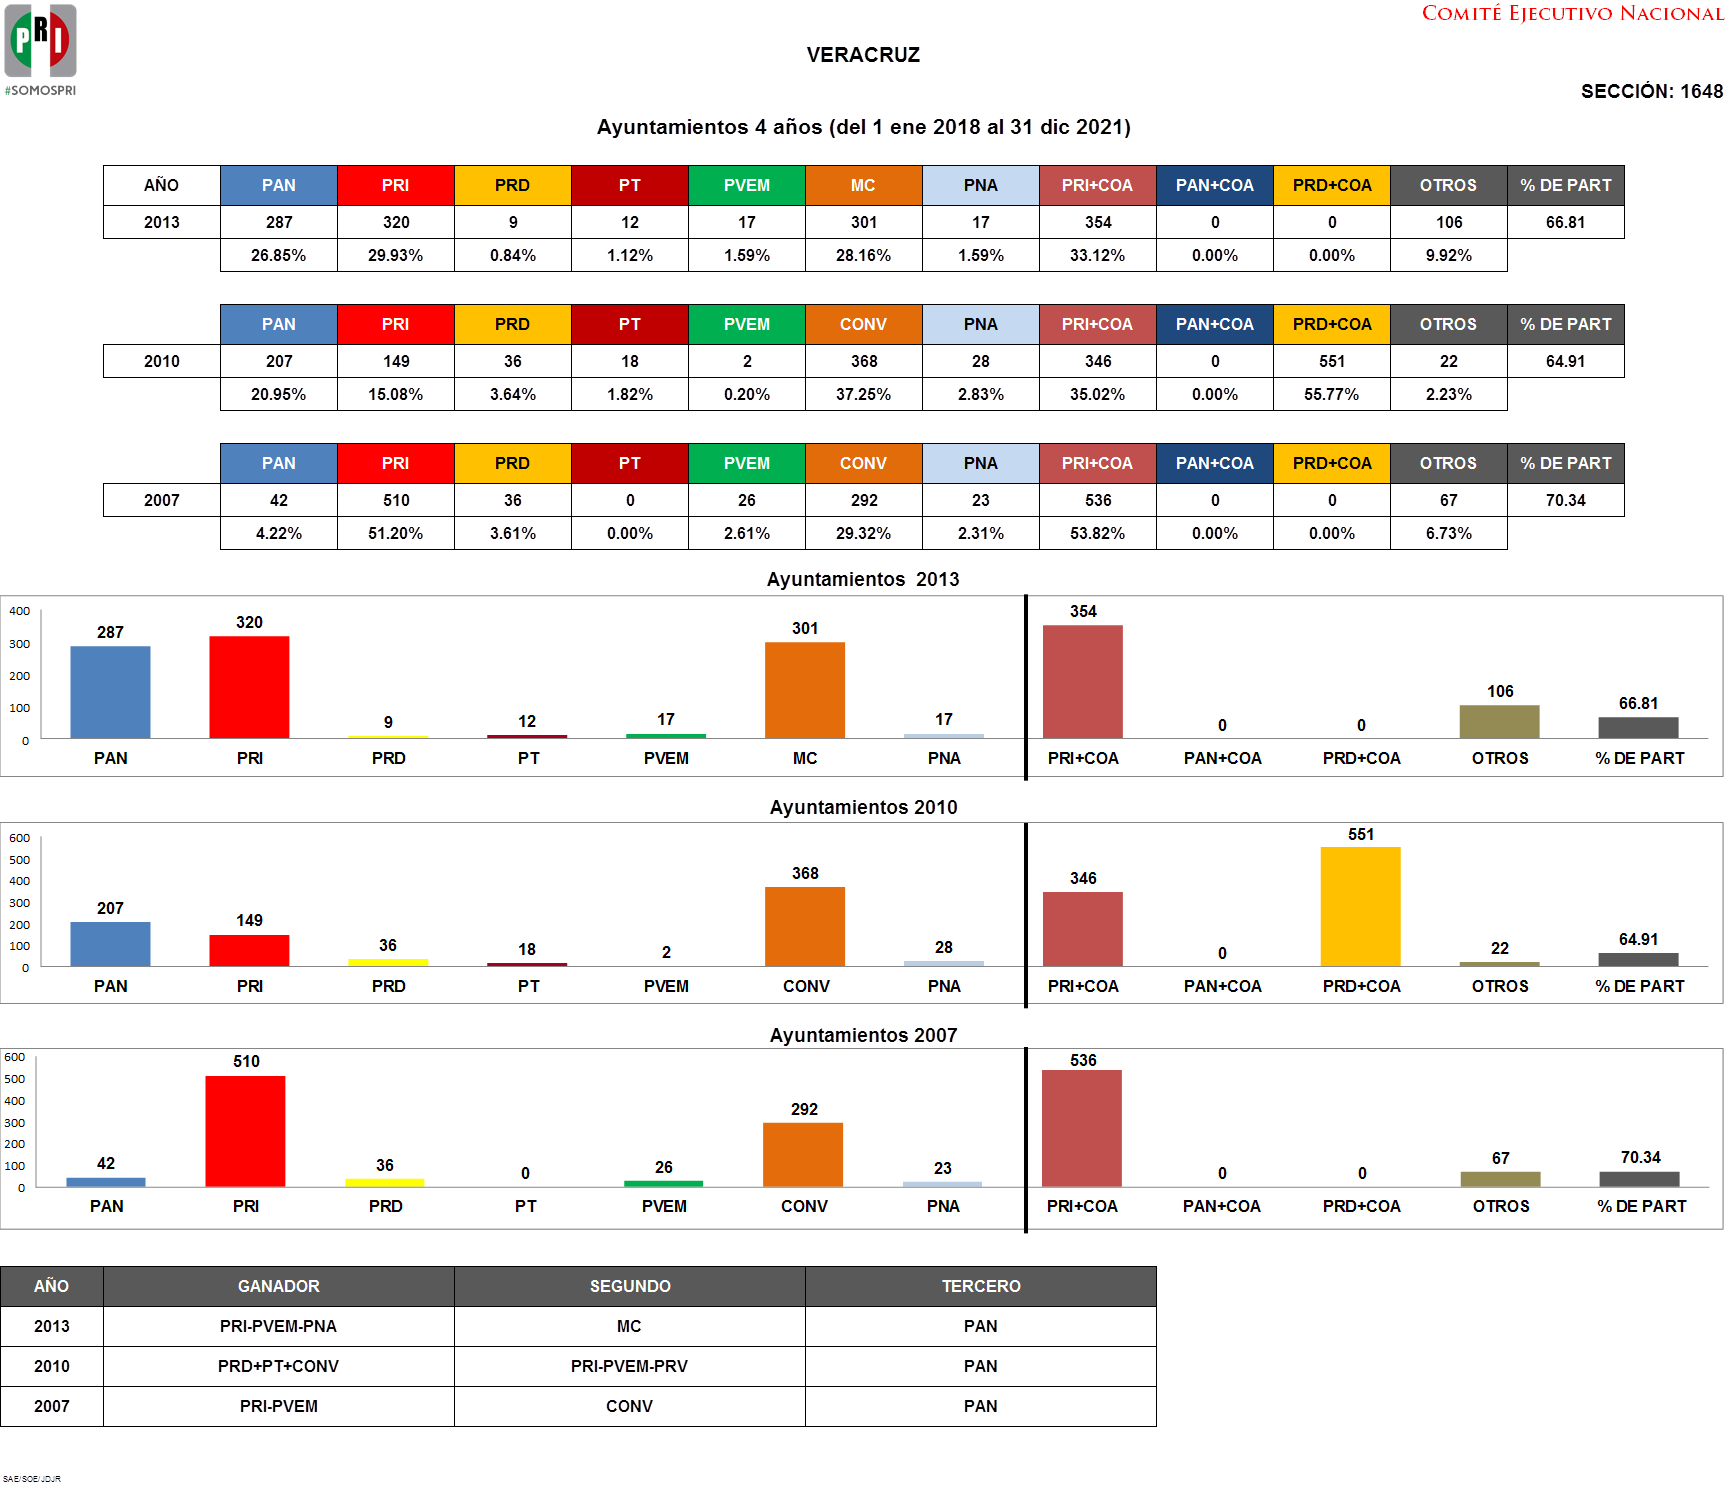 PRI
#SOMOSPRI
COMITÉ EJECUTIVO NACIONAL
VERACRUZ
SECCIÓN: 1648
Ayuntamientos 4 años (del 1 ene 2018 al 31 dic 2021)
AÑO PAN PRI PRD PT PVEM MC PNA PRI+COA PAN+COA PRD+COA OTROS % DE PART
2013 287 320 9 12 17 301 17 354 0 0 106 66.81
26.85% 29.93% 0.84% 1.12% 1.59% 28.16% 1.59% 33.12% 0.00% 0.00% 9.92%
PAN PRI PRD PT PVEM CONV PNA PRI+COA PAN+COA PRD+COA OTROS % DE PART
2010 207 149 36 18 2 368 28 346 0 551 22 64.91
20.95% 15.08% 3.64% 1.82% 0.20% 37.25% 2.83% 35.02% 0.00% 55.77% 2.23%
PAN PRI PRD PT PVEM CONV PNA PRI+COA PAN+COA PRD+COA OTROS % DE PART
2007 42 510 36 0 26 292 23 536 0 0 67 70.34
4.22% 51.20% 3.61% 0.00% 2.61% 29.32% 2.31% 53.82% 0.00% 0.00% 6.73%
Ayuntamientos 2013
400
300
200
100
0
287 320 9 12 17 301 17 354 0 0 106 66.81
PAN PRI PRD PT PVEM MC PNA PRI+COA PAN+COA PRD+COA OTROS % DE PART
Ayuntamientos 2010
600
500
400
300
200
100
0
207 149 36 18 2 368 28 346 0 551 22 64.91
PAN PRI PRD PT PVEM CONV PNA PRI+COA PAN+COA PRD+COA OTROS % DE PART
Ayuntamientos 2007
600
500
400
300
200
100
0
42 510 36 0 26 292 23 536 0 0 67 70.34
PAN PRI PRD PT PVEM CONV PNA PRI+COA PAN+COA PRD+COA OTROS % DE PART
AÑO GANADOR SEGUNDO TERCERO
2013 PRI-PVEM-PNA MC PAN
2010 PRD+PT+CONV PRI-PVEM-PRV PAN
2007 PRI-PVEM CONV PAN
SAE/SOE/JDJR